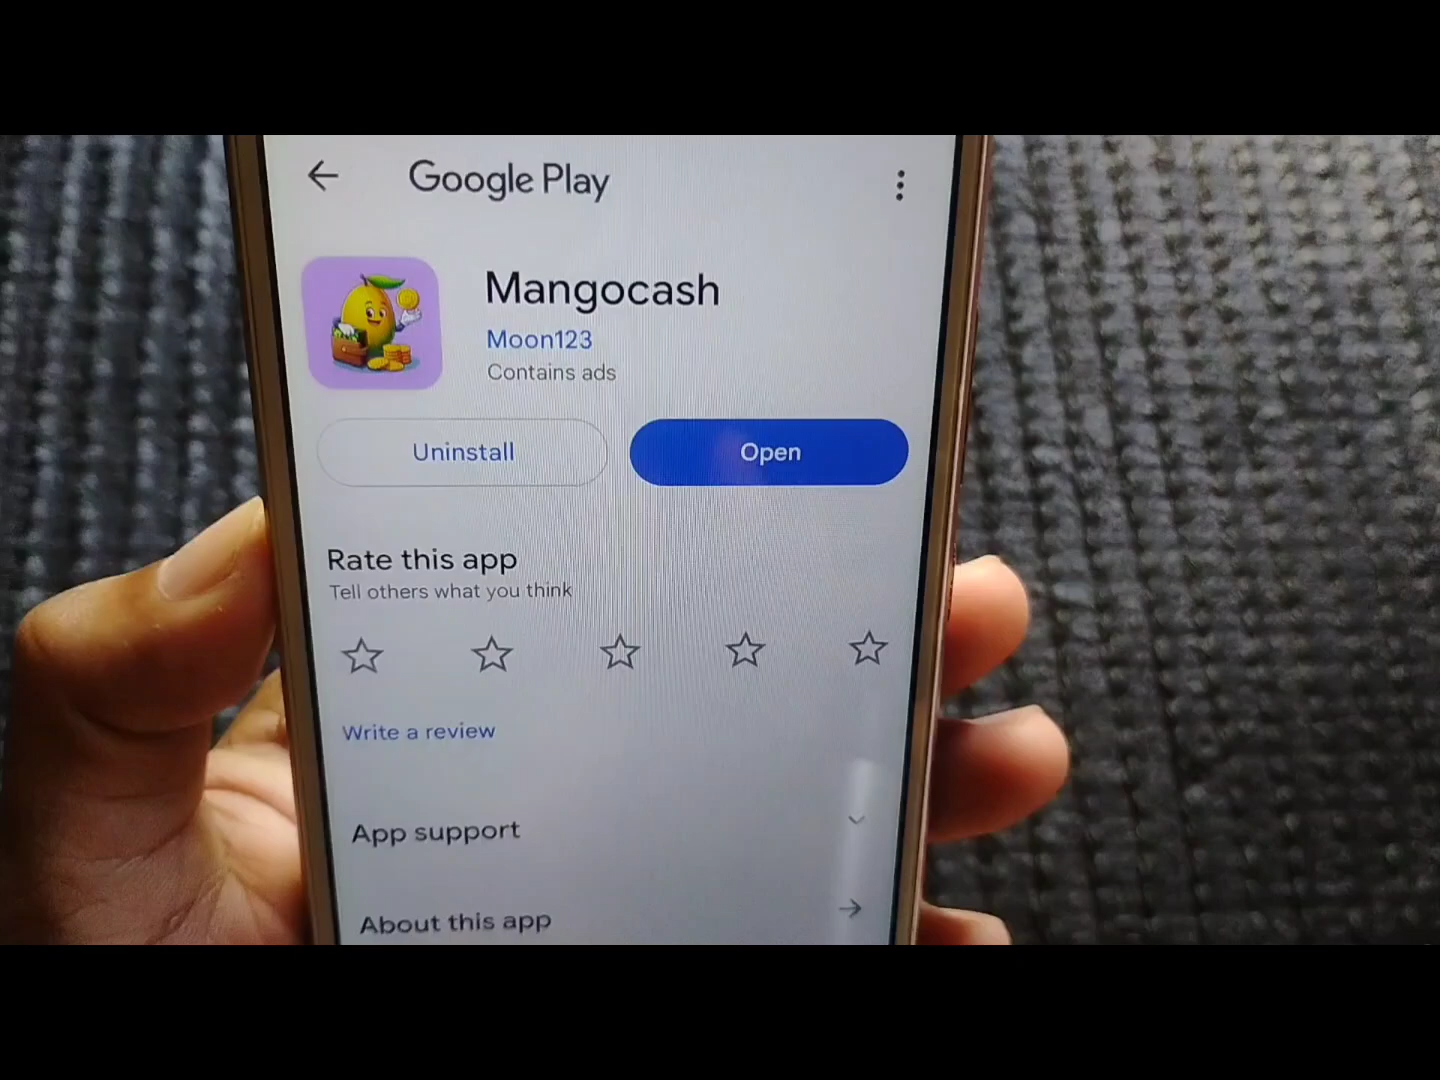 Google Play
Mangocash
Moon123
Contains ads
Uninstall
Open
Rate this app
Tell others what you think
Write a review
App support
About this app